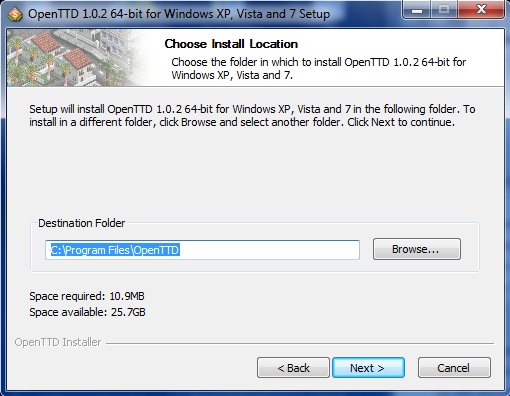 OpenTTD 1.0.2 64-bit for Windows XP, Vista and 7 Setup
Choose Install Location
Choose the folder in which to install OpenTTD 1.0.2 64-bit for
Windows XP, Vista and 7.
Setup will install OpenTTD 1.0.2 64-bit for Windows XP, Vista and 7 in the following folder. To
install in a different folder, click Browse and select another folder. Click Next to continue.
Destination Folder
C:\Program Files\OpenTTD
Browse...
Space required: 10.9MB
Space available: 25.7GB
OpenTTD Installer
< Back
Next >
Cancel